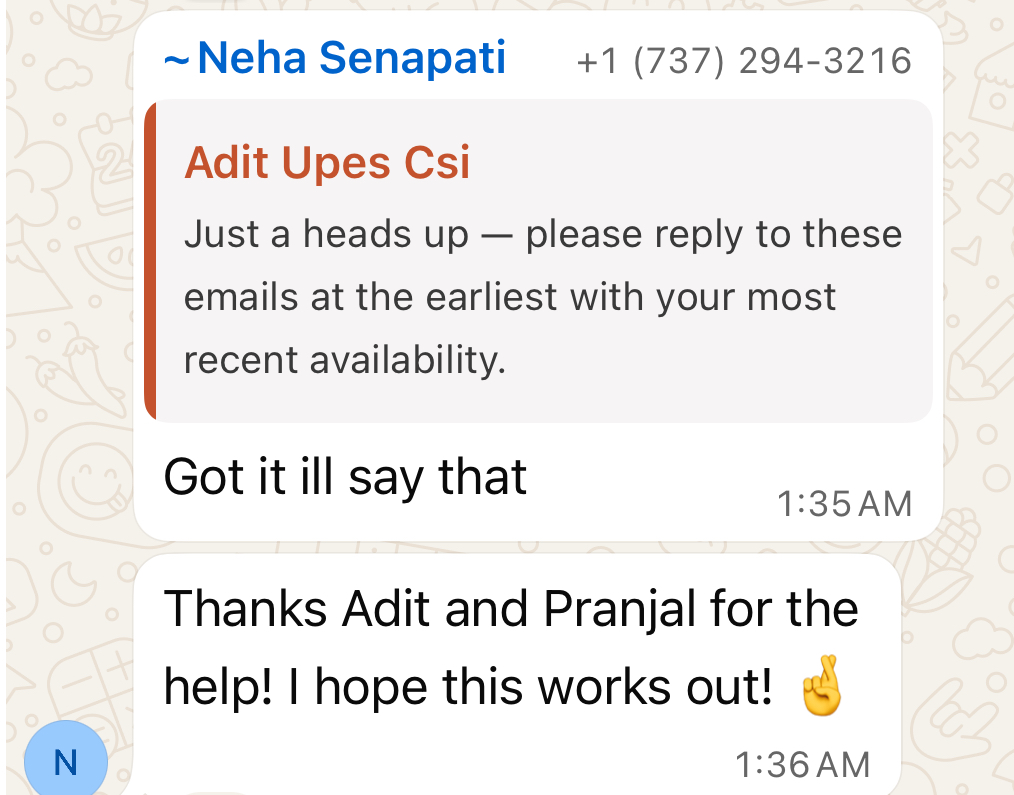 ~Neha Senapati +1 (737) 294-3216
Adit Upes Csi
Just a heads up — please reply to these
emails at the earliest with your most
recent availability.
Got it ill say that
1:35 AM
Thanks Adit and Pranjal for the
help! I hope this works out! 🤞
N
1:36 AM